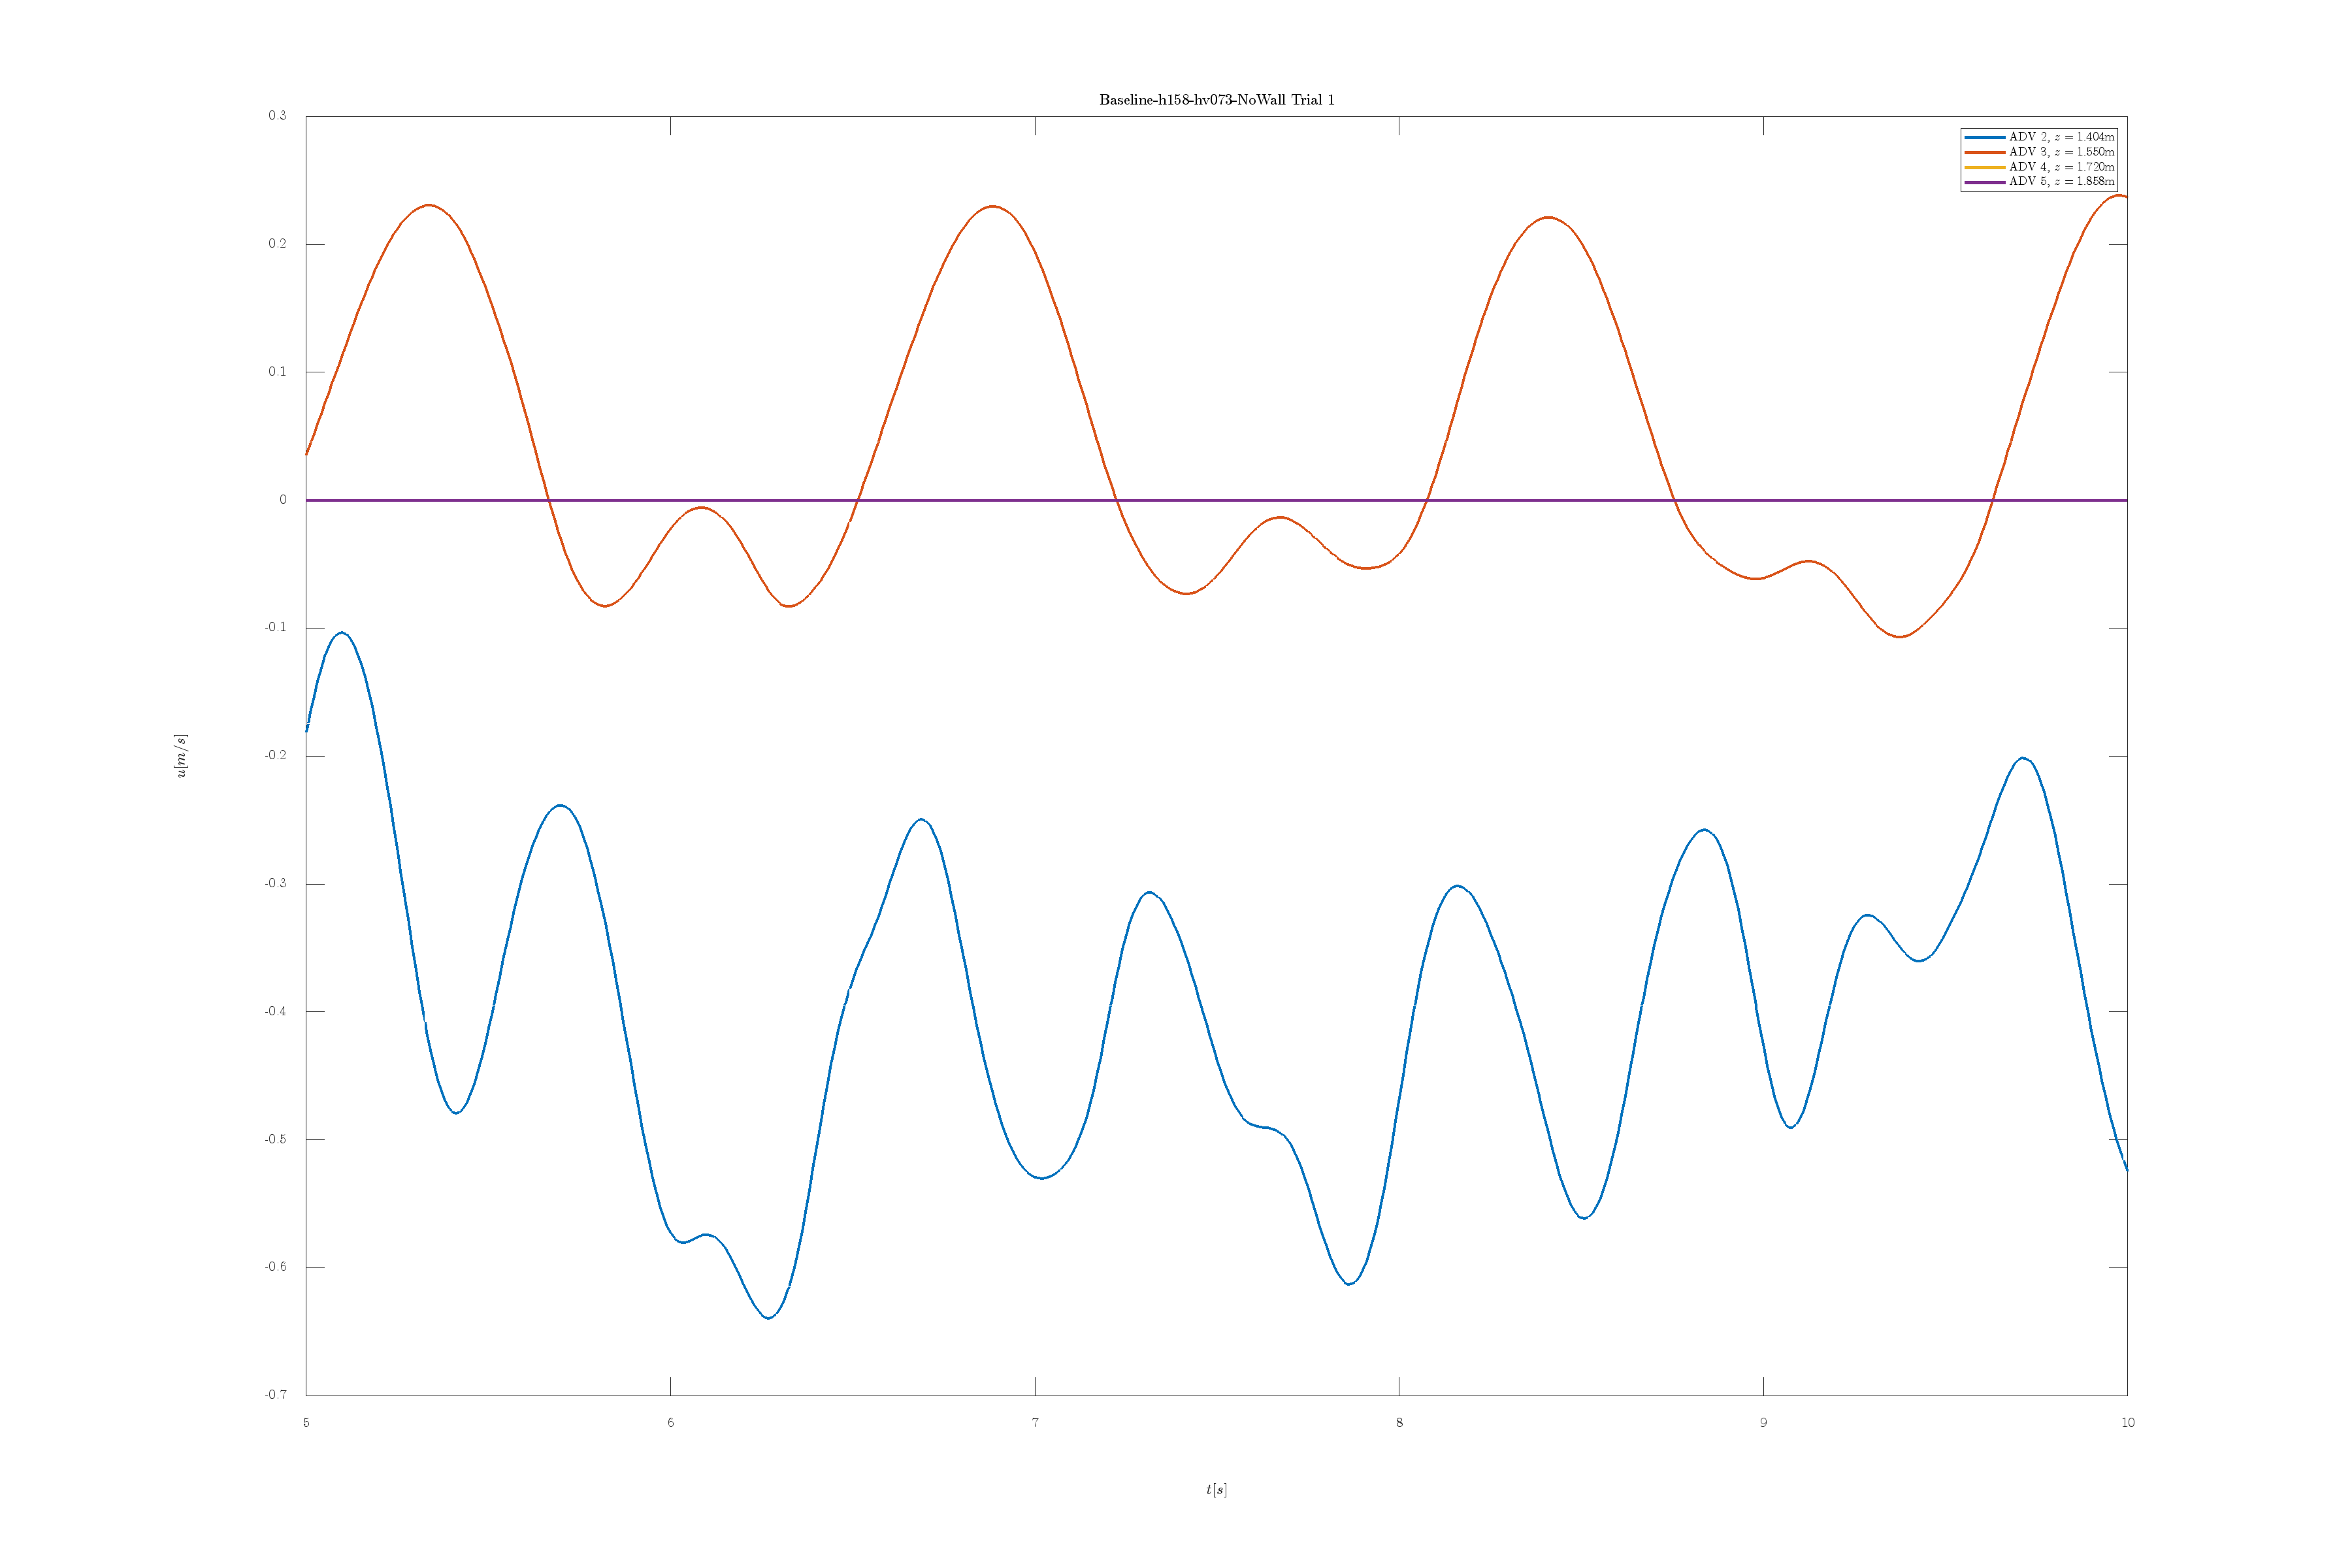 Baseline-h158-hv073-NoWall Trial 1
0.3
0.2
0.1
0
-0.1
-0.2
-0.3
-0.4
-0.5
-0.6
-0.7
u[m/s]
ADV 2, z = 1.404m
ADV 3, z = 1.550m
ADV 4, z = 1.720m
ADV 5, z = 1.858m
5 6 7 8 9 10
t[s]